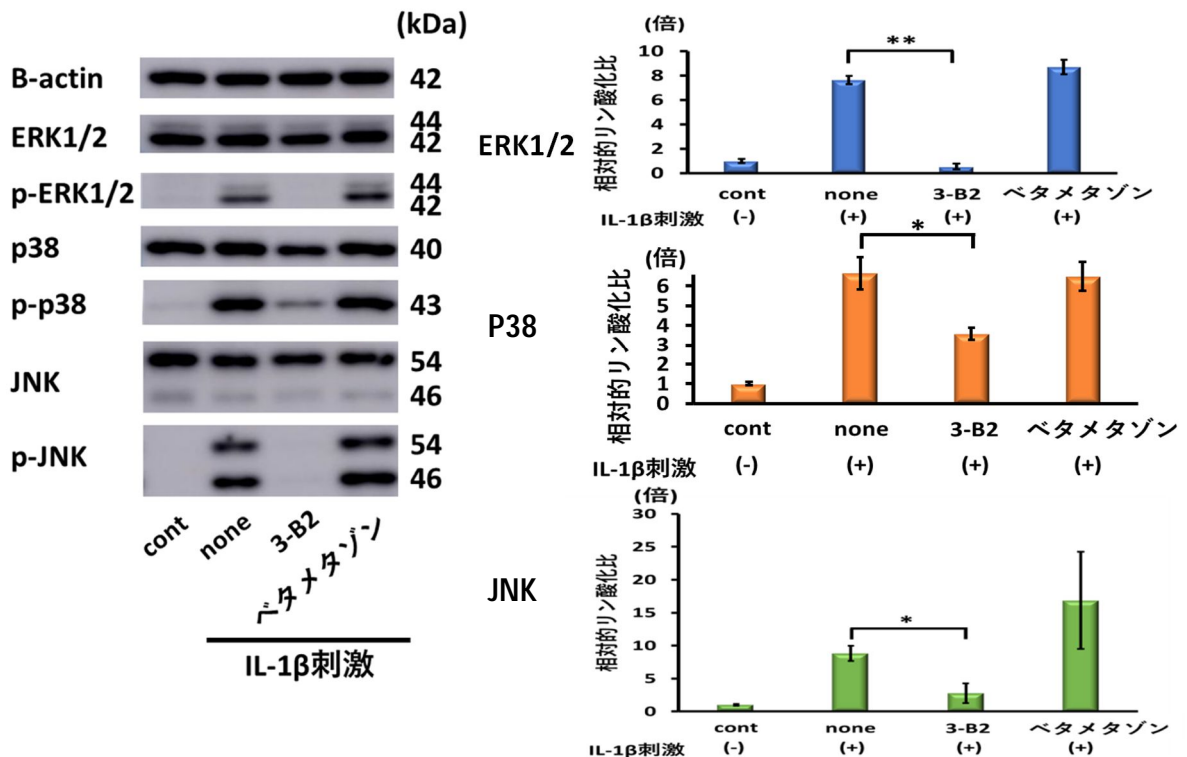 (kDa)
B-actin 42
ERK1/2 44
42
p-ERK1/2 44
42
p38 40
p-p38 43
JNK 54
46
p-JNK 54
46
cont none 3-B2 ベタメタゾン
IL-1β刺激
ERK1/2
(倍)
相対的リン酸化比
10
8
6
4
2
0
**
cont none 3-B2 ベタメタゾン
IL-1β刺激 (-) (+) (+) (+)
P38
(倍)
相対的リン酸化比
6
5
4
3
2
1
0
*
cont none 3-B2 ベタメタゾン
IL-1β刺激 (-) (+) (+) (+)
JNK
(倍)
相対的リン酸化比
30
25
20
15
10
5
0
*
cont none 3-B2 ベタメタゾン
IL-1β刺激 (-) (+) (+) (+)